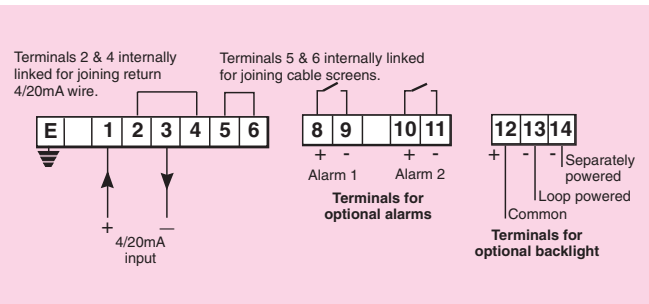 Terminals 2 & 4 internally
linked for joining return
4/20mA wire.
Terminals 5 & 6 internally linked
for joining cable screens.
E 1 2 3 4 5 6
8 9 10 11
12 13 14
+ -
+ -
+ - -
Alarm 1
Alarm 2
Terminals for
optional alarms
Separately
powered
Loop powered
Common
Terminals for
optional backlight
+ —
4/20mA
input